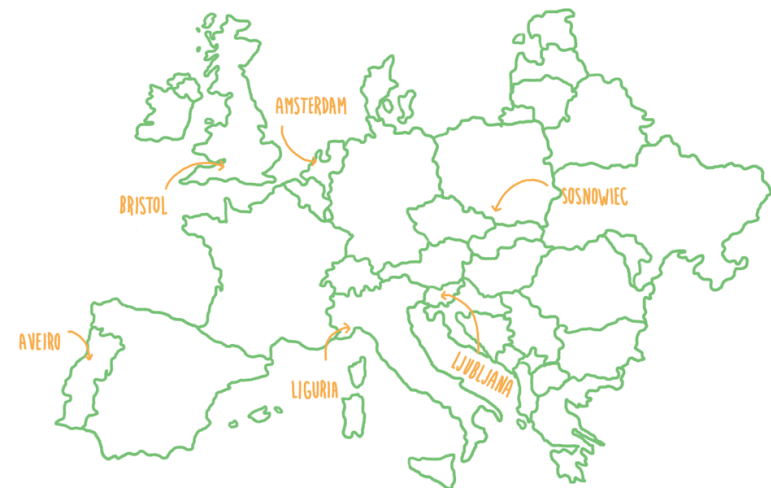 AMSTERDAM
BRISTOL
SOSNOWIEC
AVEIRO
LIGURIA
LJUBLJANA